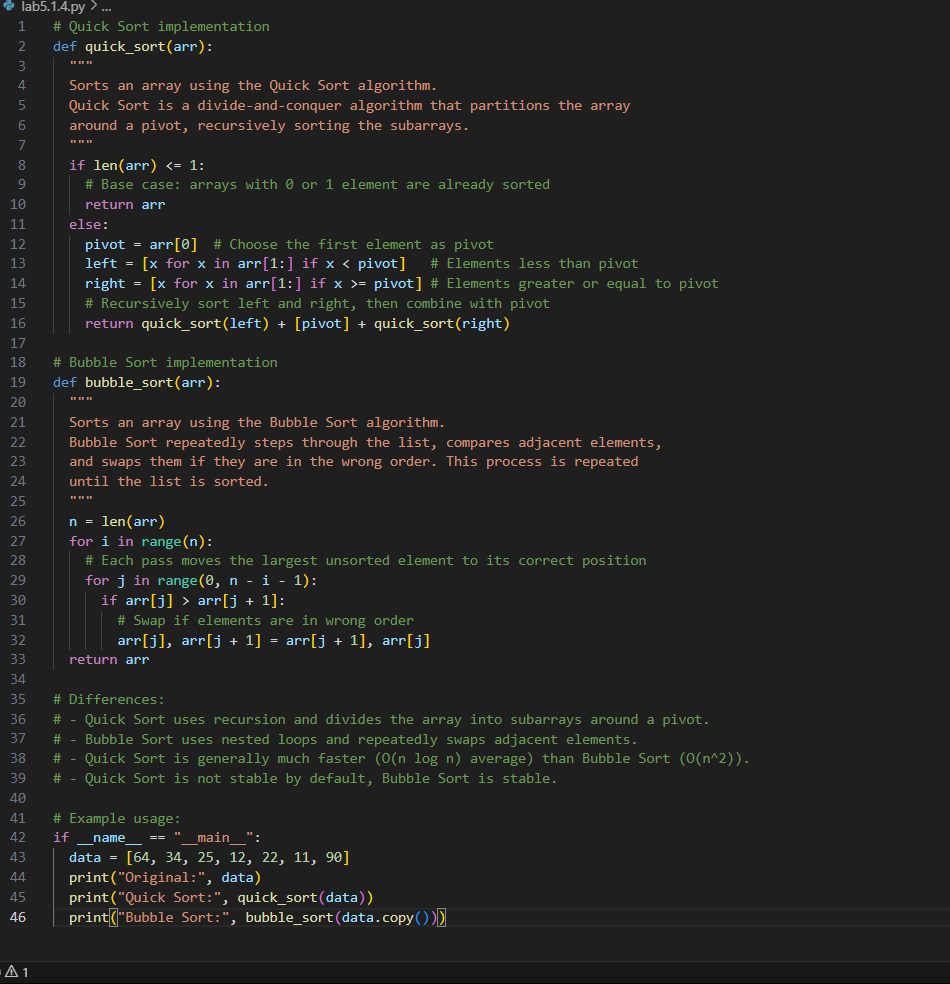 lab5.1.4.py > ...
1 # Quick Sort implementation
2 def quick_sort(arr):
3   """
4   Sorts an array using the Quick Sort algorithm.
5   Quick Sort is a divide-and-conquer algorithm that partitions the array
6   around a pivot, recursively sorting the subarrays.
7   """
8   if len(arr) <= 1:
9     # Base case: arrays with 0 or 1 element are already sorted
10     return arr
11   else:
12     pivot = arr[0]  # Choose the first element as pivot
13     left = [x for x in arr[1:] if x < pivot]   # Elements less than pivot
14     right = [x for x in arr[1:] if x >= pivot] # Elements greater or equal to pivot
15     # Recursively sort left and right, then combine with pivot
16     return quick_sort(left) + [pivot] + quick_sort(right)
17
18 # Bubble Sort implementation
19 def bubble_sort(arr):
20   """
21   Sorts an array using the Bubble Sort algorithm.
22   Bubble Sort repeatedly steps through the list, compares adjacent elements,
23   and swaps them if they are in the wrong order. This process is repeated
24   until the list is sorted.
25   """
26   n = len(arr)
27   for i in range(n):
28     # Each pass moves the largest unsorted element to its correct position
29     for j in range(0, n - i - 1):
30       if arr[j] > arr[j + 1]:
31         # Swap if elements are in wrong order
32         arr[j], arr[j + 1] = arr[j + 1], arr[j]
33   return arr
34
35 # Differences:
36 # - Quick Sort uses recursion and divides the array into subarrays around a pivot.
37 # - Bubble Sort uses nested loops and repeatedly swaps adjacent elements.
38 # - Quick Sort is generally much faster (O(n log n) average) than Bubble Sort (O(n^2)).
39 # - Quick Sort is not stable by default, Bubble Sort is stable.
40
41 # Example usage:
42 if __name__ == "__main__":
43   data = [64, 34, 25, 12, 22, 11, 90]
44   print("Original:", data)
45   print("Quick Sort:", quick_sort(data))
46   print("Bubble Sort:", bubble_sort(data.copy()))
1